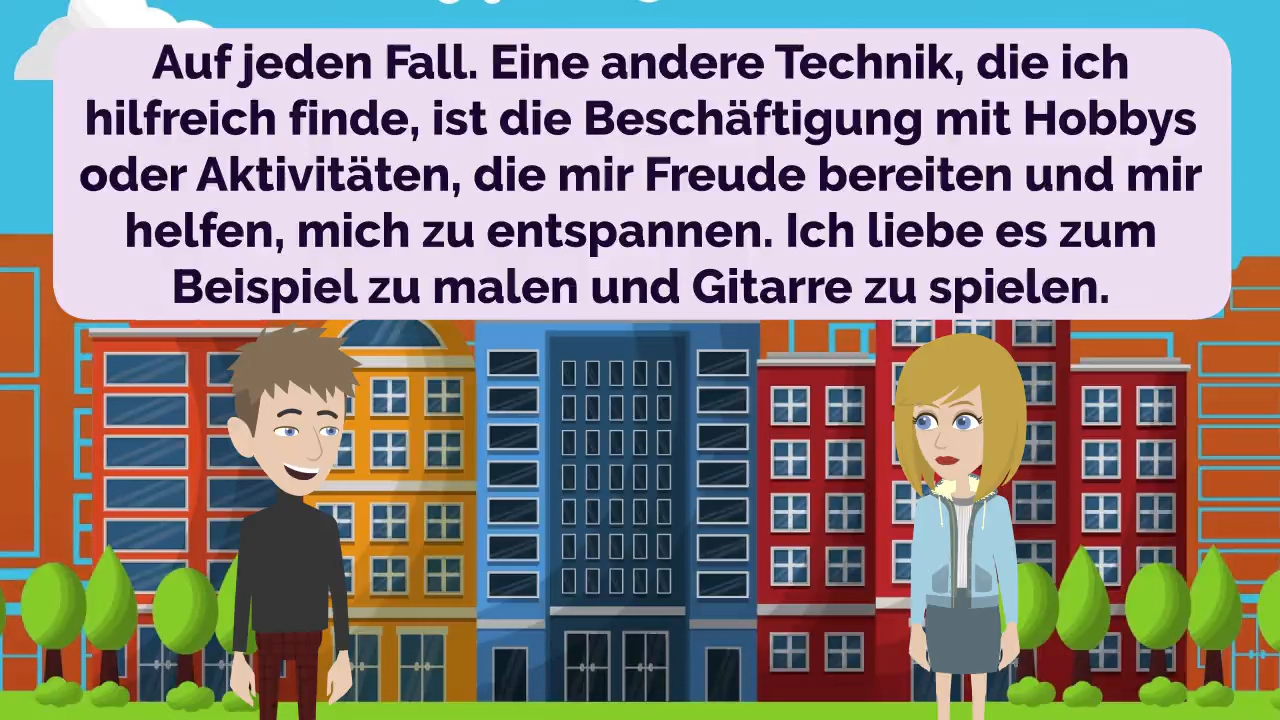 Auf jeden Fall. Eine andere Technik, die ich
hilfreich finde, ist die Beschäftigung mit Hobbys
oder Aktivitäten, die mir Freude bereiten und mir
helfen, mich zu entspannen. Ich liebe es zum
Beispiel zu malen und Gitarre zu spielen.